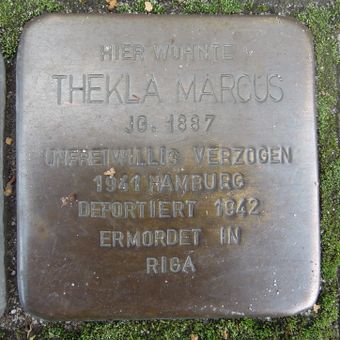 HIER WOHNTE
THEKLA MARCUS
JG. 1887
UNFREIWILLIG VERZOGEN
1941 HAMBURG
DEPORTIERT 1942
ERMORDET IN
RIGA